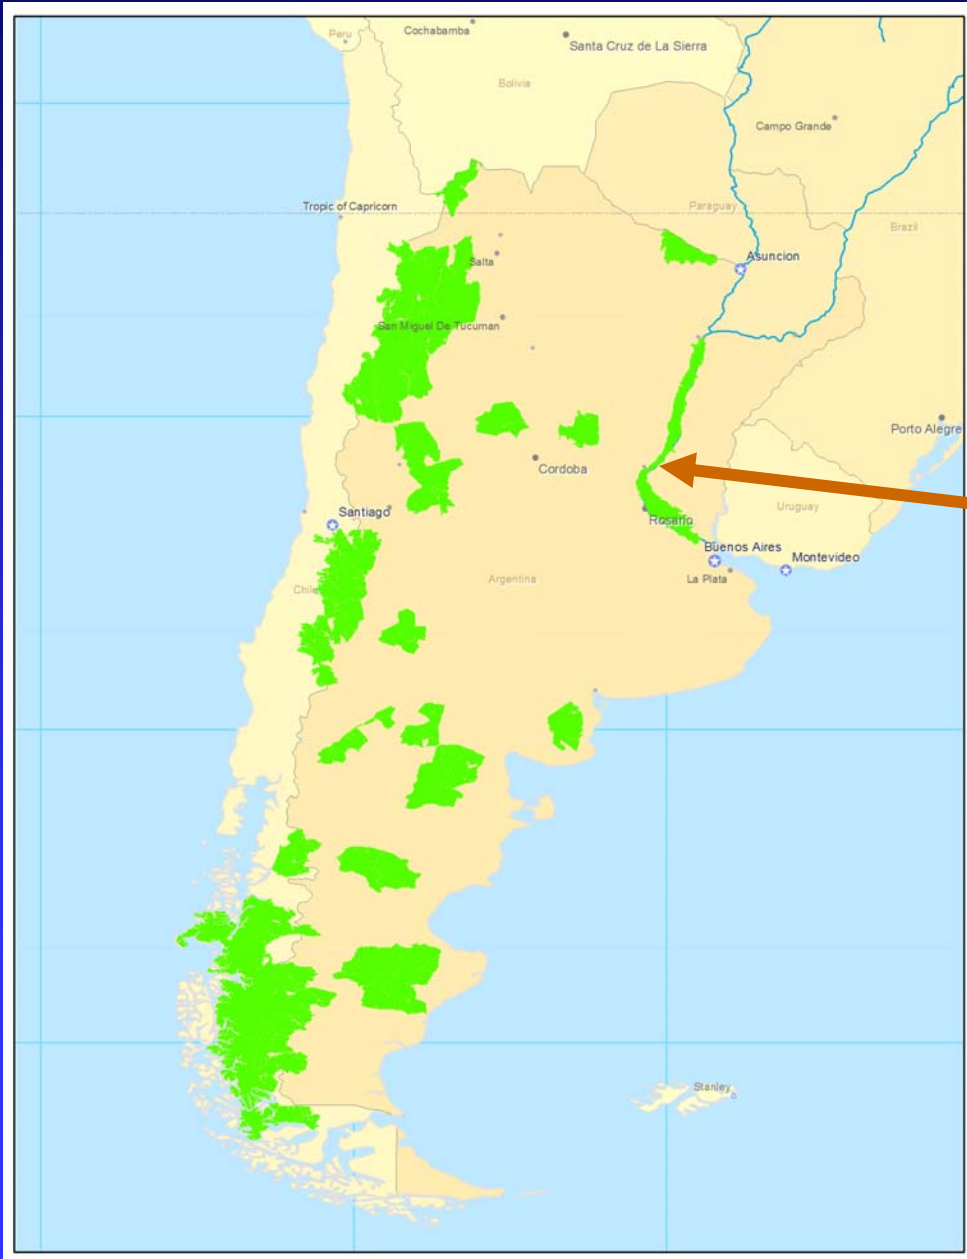 Peru
Cochabamba
Santa Cruz de La Sierra
Bolivia
Campo Grande
Tropic of Capricorn
Paraguay
Brazil
Asuncion
Salta
San Miguel De Tucuman
Porto Alegre
Cordoba
Uruguay
Santiago
Rosario
Buenos Aires
Montevideo
La Plata
Argentina
Chile
Stanley